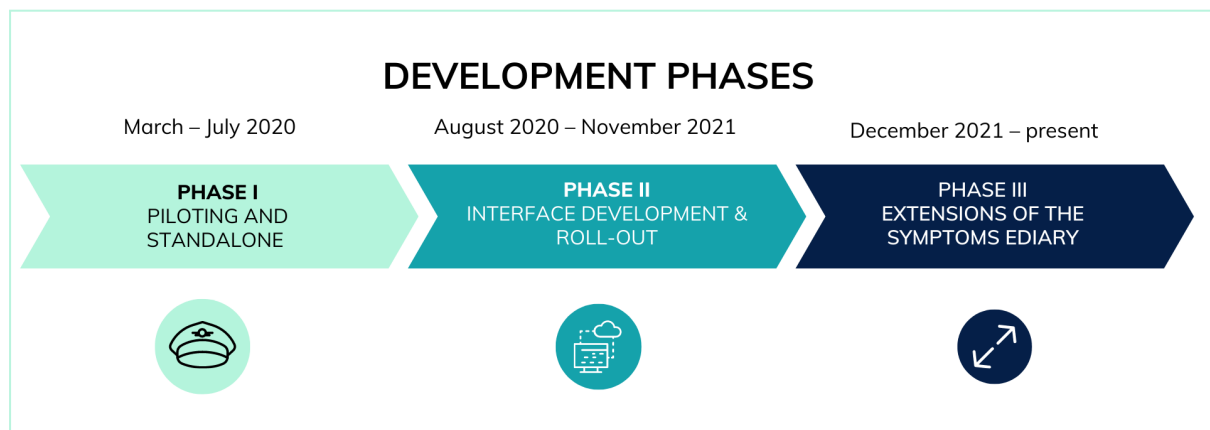 DEVELOPMENT PHASES
March – July 2020
August 2020 – November 2021
December 2021 – present
PHASE I
PILOTING AND
STANDALONE
PHASE II
INTERFACE DEVELOPMENT &
ROLL-OUT
PHASE III
EXTENSIONS OF THE
SYMPTOMS EDIARY